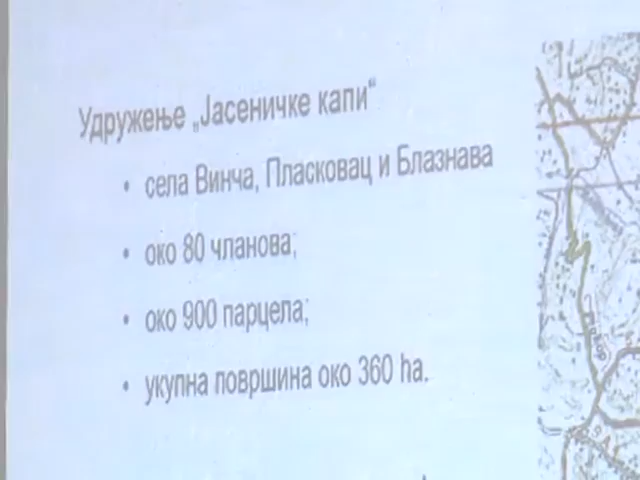 Удружење „Јасеничке капи“
• села Винча, Пласковац и Блазнава
• око 80 чланова;
• око 900 парцела;
• укупна површина око 360 ha.